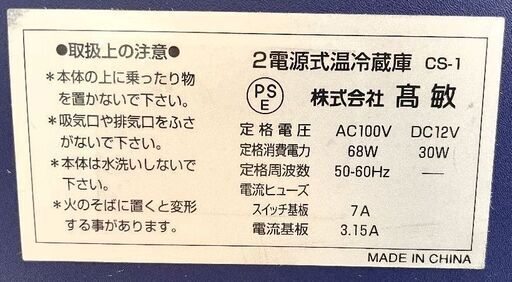 ●取扱上の注意●
＊本体の上に乗ったり物
を置かないで下さい。
＊吸気口や排気口をふさ
がないで下さい。
＊本体は水洗いしないで
下さい。
＊火のそばに置くと変形
する事があります。
2電源式温冷蔵庫 CS-1
PS
E
株式会社 髙敏
定格電圧 AC100V DC12V
定格消費電力 68W 30W
定格周波数 50-60Hz ―
電流ヒューズ
スイッチ基板 7A
電流基板 3.15A
MADE IN CHINA